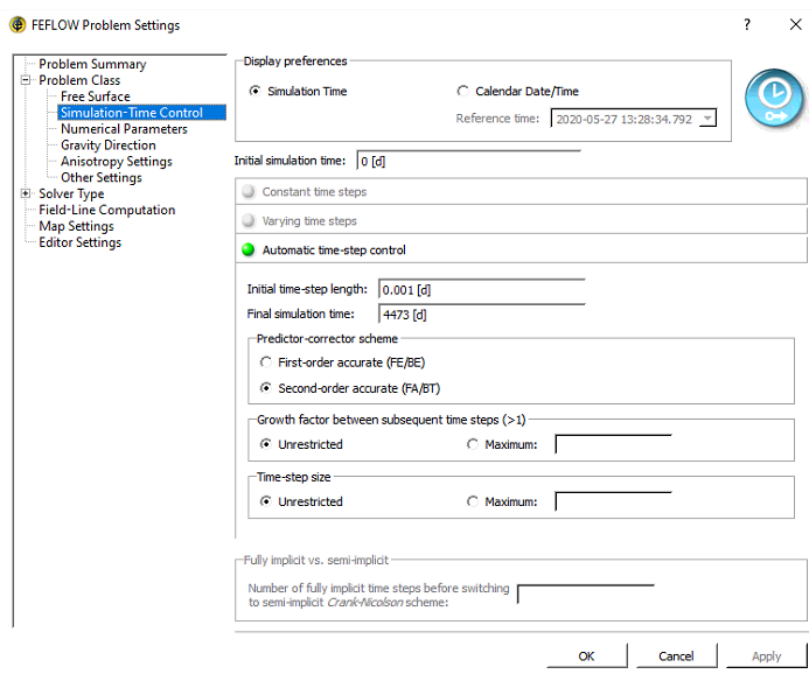 FEFLOW Problem Settings
? ×
Problem Summary
Problem Class
Free Surface
Simulation-Time Control
Numerical Parameters
Gravity Direction
Anisotropy Settings
Other Settings
Solver Type
Field-Line Computation
Map Settings
Editor Settings
Display preferences
Simulation Time
Calendar Date/Time
Reference time: 2020-05-27 13:28:34.792
Initial simulation time: 0 [d]
Constant time steps
Varying time steps
Automatic time-step control
Initial time-step length: 0.001 [d]
Final simulation time: 4473 [d]
Predictor-corrector scheme
First-order accurate (FE/BE)
Second-order accurate (FA/BT)
Growth factor between subsequent time steps (>1)
Unrestricted
Maximum:
Time-step size
Unrestricted
Maximum:
Fully implicit vs. semi-implicit
Number of fully implicit time steps before switching
to semi-implicit Crank-Nicolson scheme:
OK
Cancel
Apply